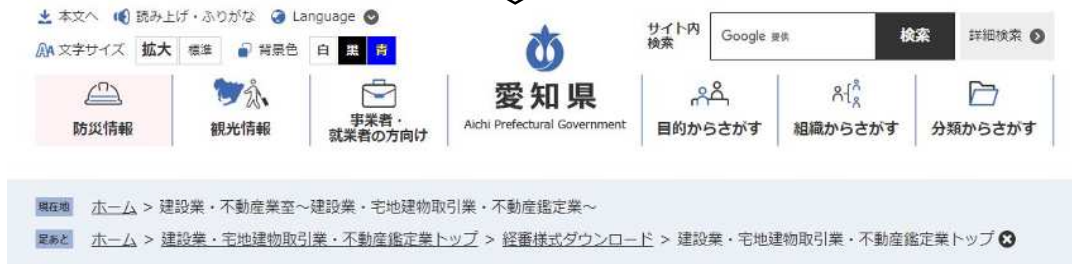 本文へ 読み上げ・ふりがな Language
文字サイズ 拡大 標準 背景色 白 黒 青
サイト内検索 Google 提供 検索 詳細検索
防災情報
観光情報
事業者・
就業者の方向け
愛知県
Aichi Prefectural Government
目的からさがす
組織からさがす
分類からさがす
現在地 ホーム > 建設業・不動産業室~建設業・宅地建物取引業・不動産鑑定業~
足あと ホーム > 建設業・宅地建物取引業・不動産鑑定業トップ > 経審様式ダウンロード > 建設業・宅地建物取引業・不動産鑑定業トップ